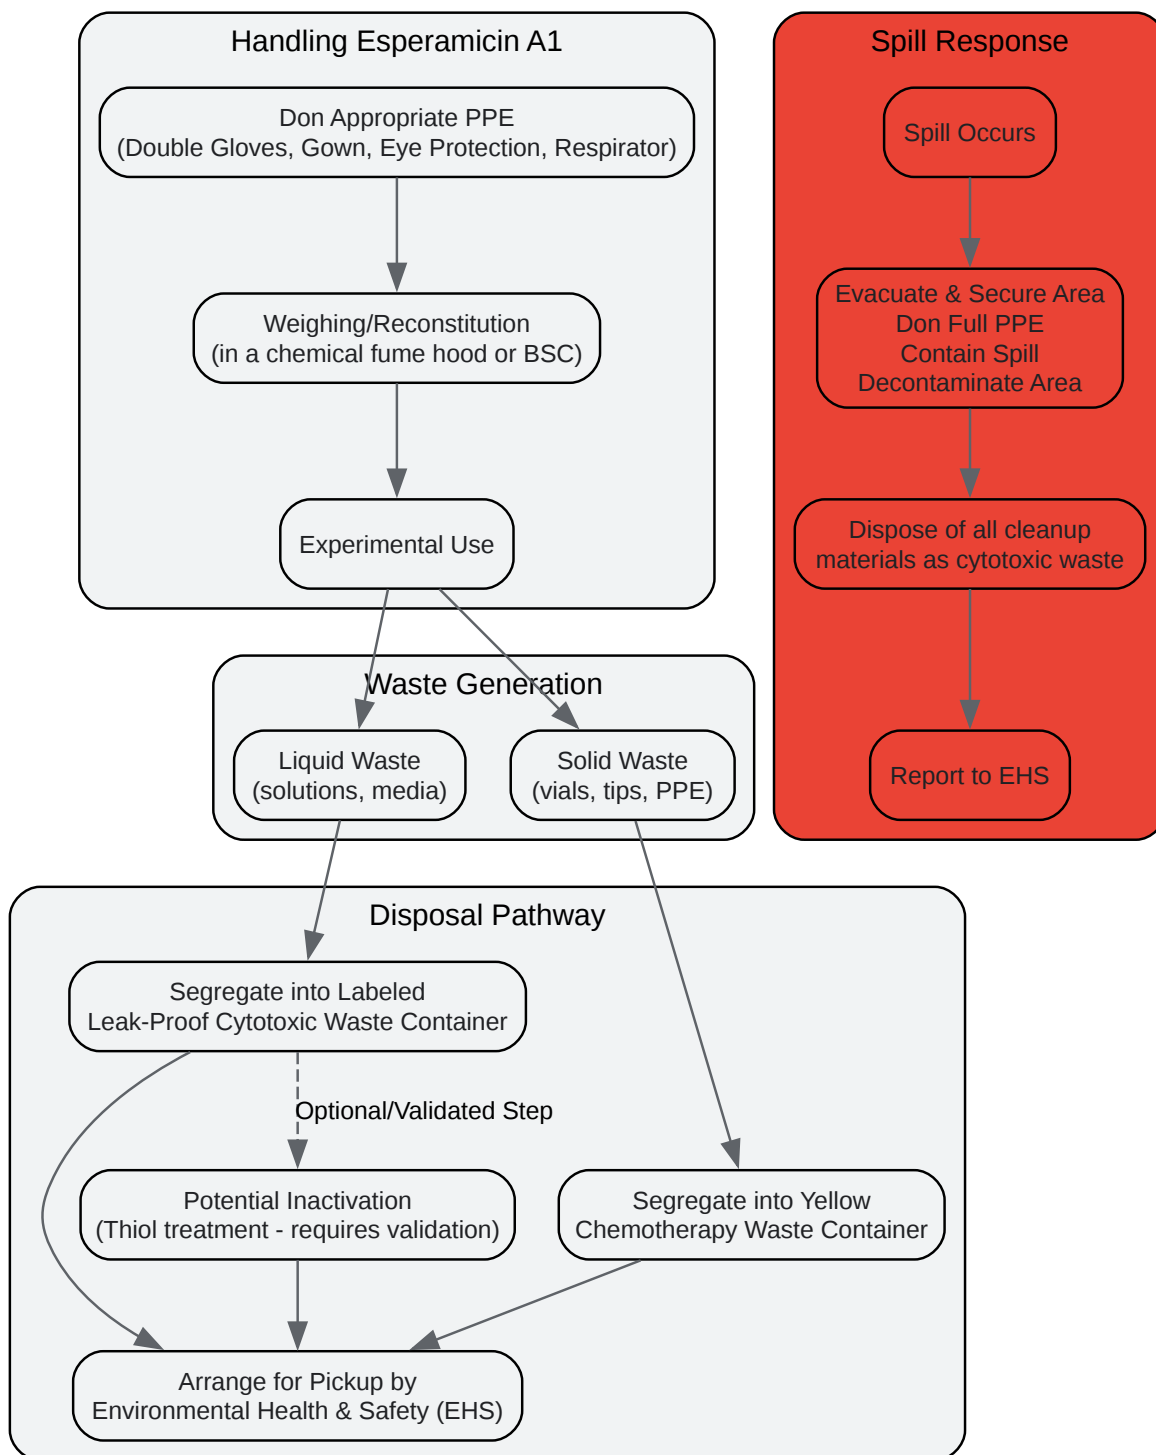 Handling Esperamicin A1
Don Appropriate PPE
(Double Gloves, Gown, Eye Protection, Respirator)
Weighing/Reconstitution
(in a chemical fume hood or BSC)
Experimental Use
Spill Response
Spill Occurs
Evacuate & Secure Area
Don Full PPE
Contain Spill
Decontaminate Area
Dispose of all cleanup
materials as cytotoxic waste
Report to EHS
Waste Generation
Liquid Waste
(solutions, media)
Solid Waste
(vials, tips, PPE)
Disposal Pathway
Segregate into Labeled
Leak-Proof Cytotoxic Waste Container
Optional/Validated Step
Potential Inactivation
(Thiol treatment - requires validation)
Segregate into Yellow
Chemotherapy Waste Container
Arrange for Pickup by
Environmental Health & Safety (EHS)